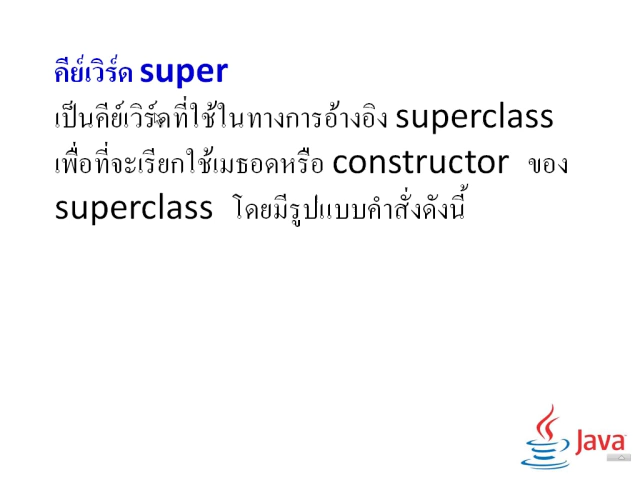 คีย์เวิร์ด super
เป็นคีย์เวิร์ดที่ใช้ในทางการอ้างอิง superclass
เพื่อที่จะเรียกใช้เมธอดหรือ constructor ของ
superclass โดยมีรูปแบบคำสั่งดังนี้
Java